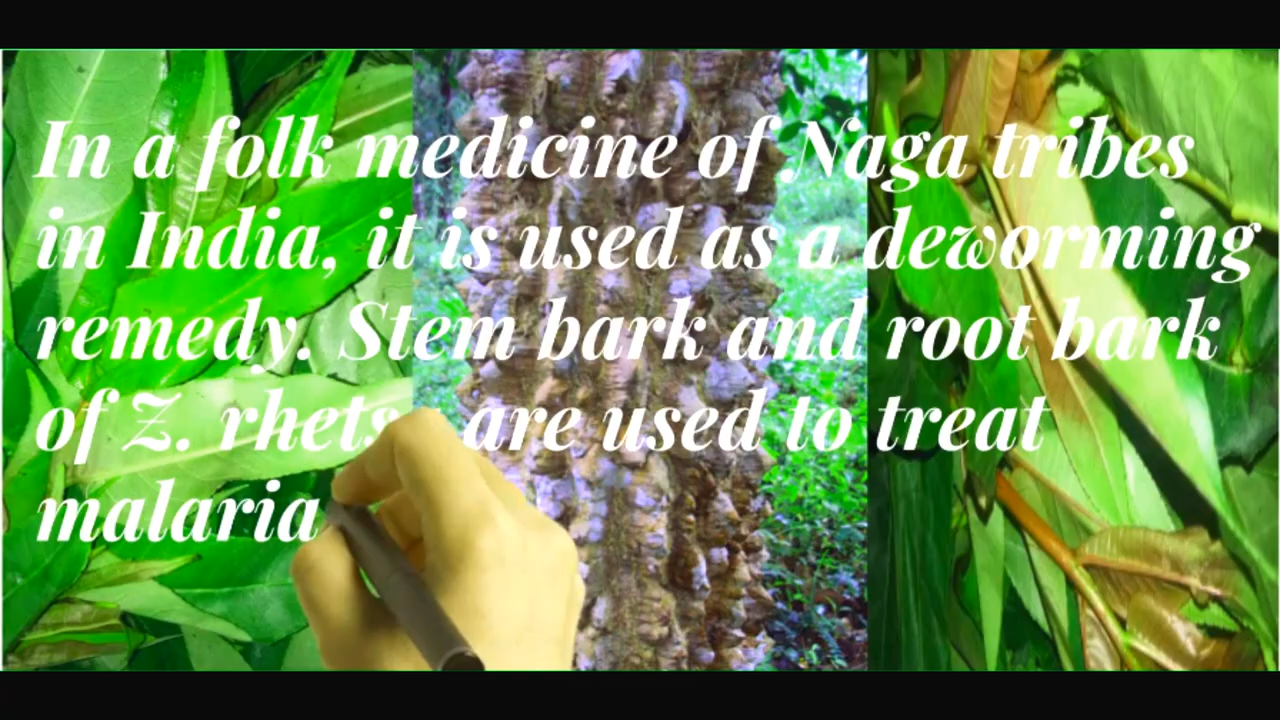 In a folk medicine of Naga tribes
in India, it is used as a deworming
remedy. Stem bark and root bark
of Z. are used to treat
malaria